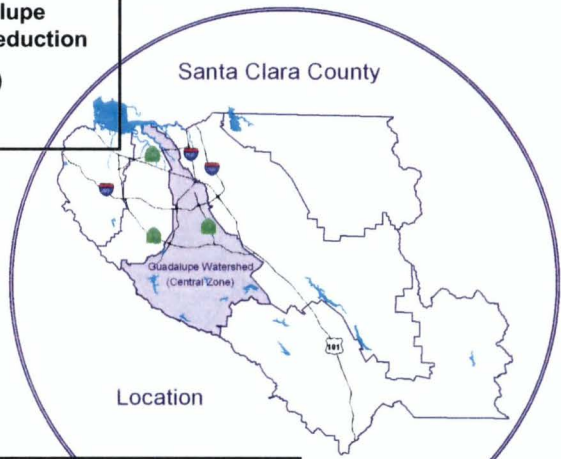 lupe
eduction
)
Santa Clara County
Guadalupe Watershed
(Central Zone)
101
Location